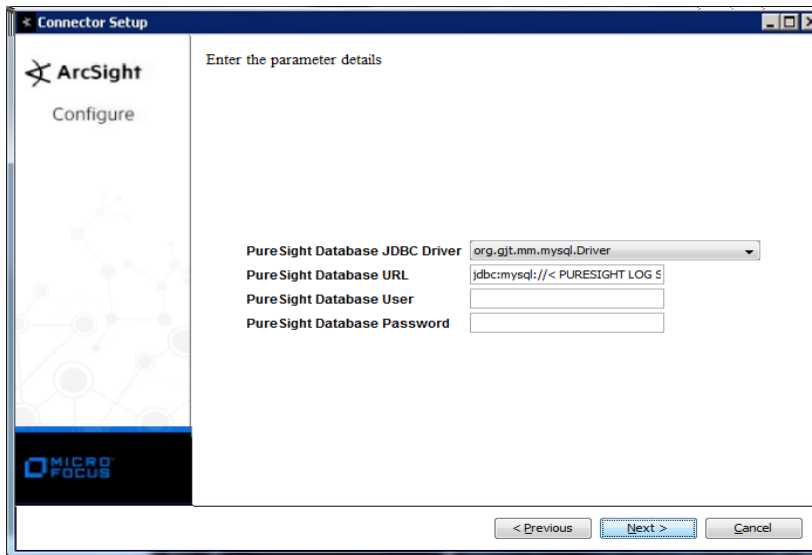 Connector Setup
ArcSight
Configure
Enter the parameter details
PureSight Database JDBC Driver org.gjt.mm.mysql.Driver
PureSight Database URL jdbc:mysql://< PURESIGHT LOG S
PureSight Database User
PureSight Database Password
MICRO
FOCUS
< Previous Next > Cancel